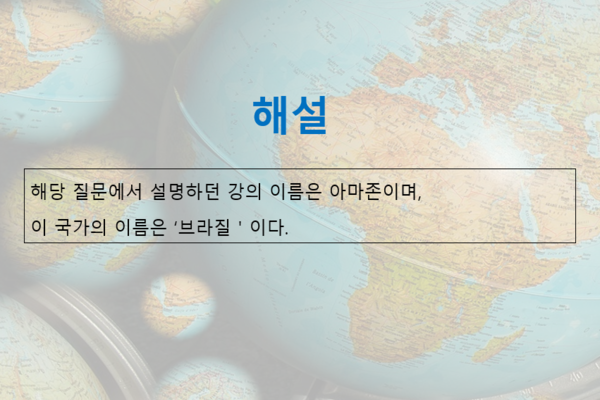 해설
해당 질문에서 설명하던 강의 이름은 아마존이며,
이 국가의 이름은 ‘브라질 ' 이다.